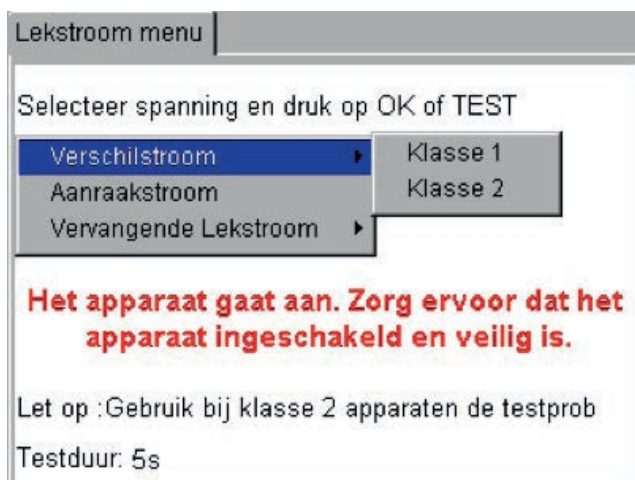 Lekstroom menu
Selecteer spanning en druk op OK of TEST
Verschilstroom
Klasse 1
Aanraakstroom
Klasse 2
Vervangende Lekstroom
Het apparaat gaat aan. Zorg ervoor dat het
apparaat ingeschakeld en veilig is.
Let op :Gebruik bij klasse 2 apparaten de testprob
Testduur: 5s